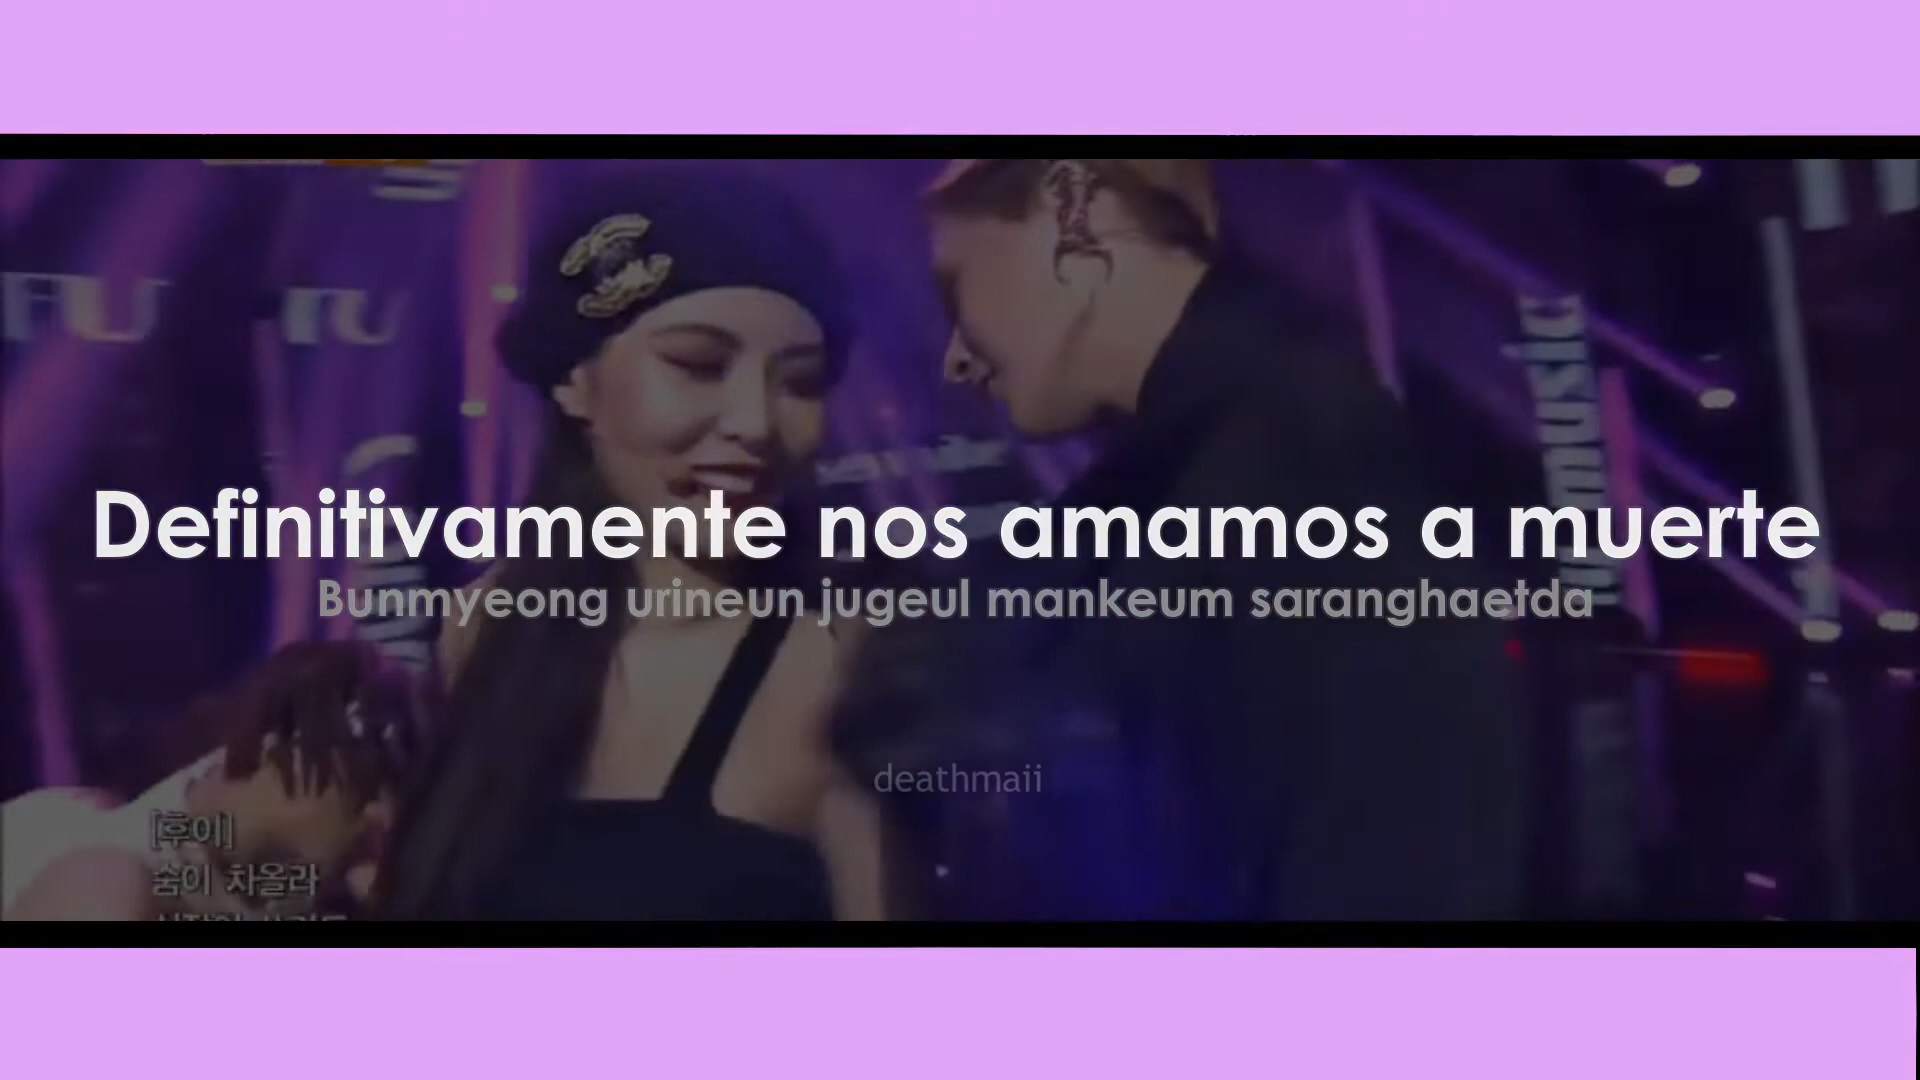 Definitivamente nos amamos a muerte
Bunmyeong urineun jugeul mankeum saranghaetda
deathmaii
[후이]
숨이 차올라